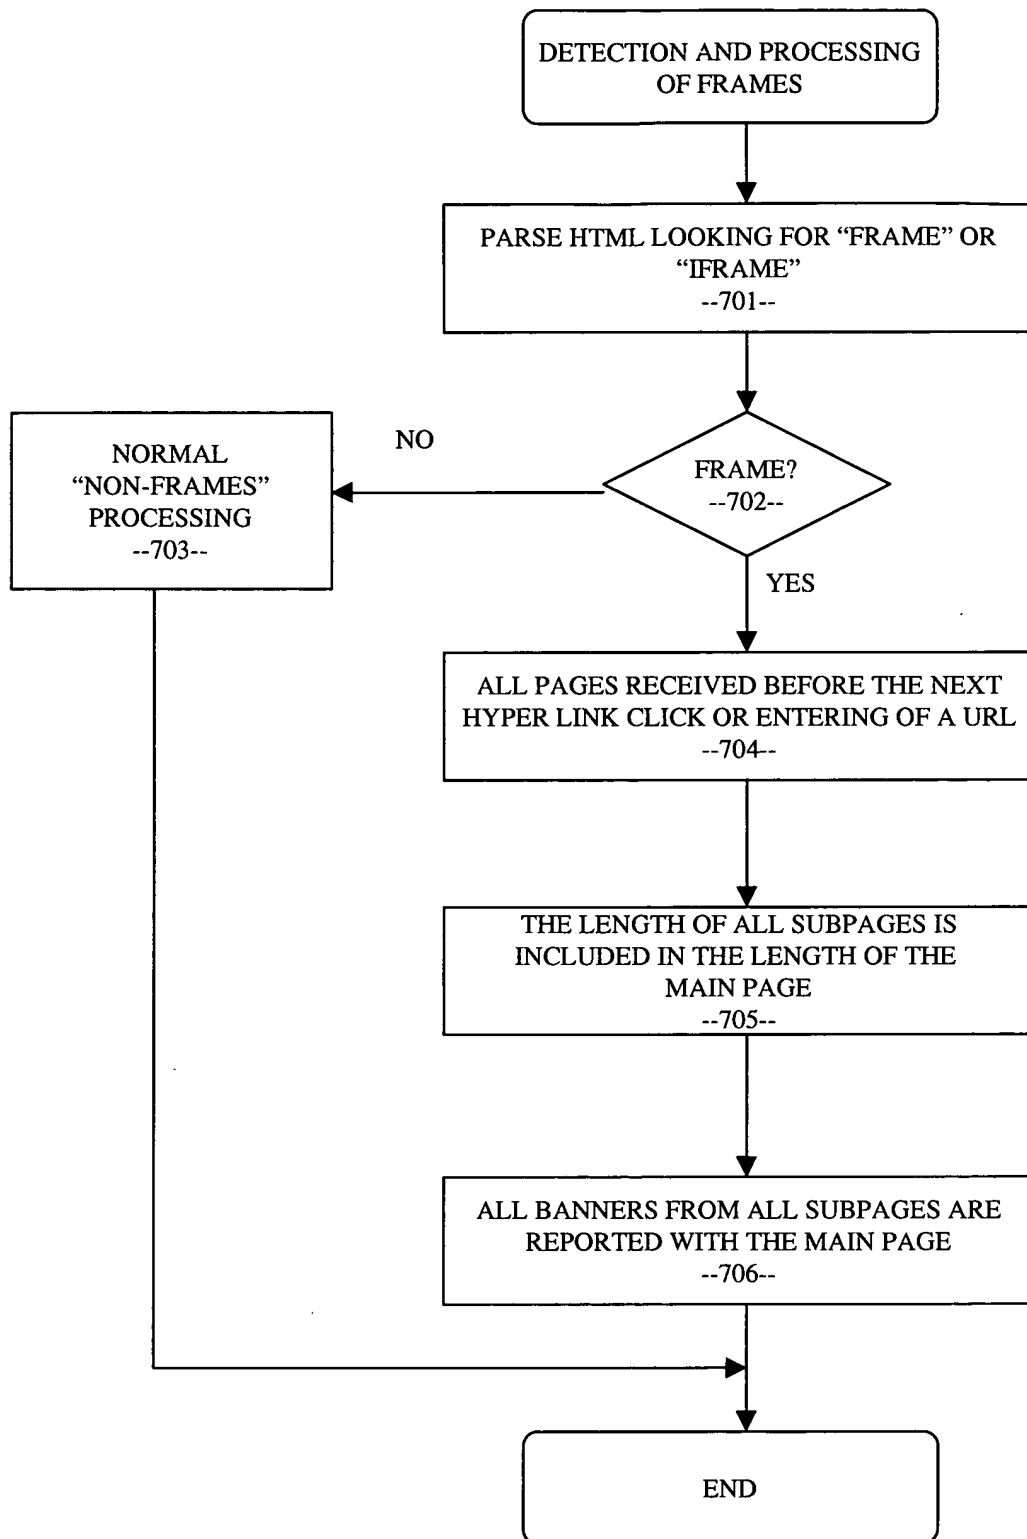 DETECTION AND PROCESSING
OF FRAMES
PARSE HTML LOOKING FOR “FRAME” OR
“IFRAME”
--701--
FRAME?
--702--
NO
NORMAL
“NON-FRAMES”
PROCESSING
--703--
YES
ALL PAGES RECEIVED BEFORE THE NEXT
HYPER LINK CLICK OR ENTERING OF A URL
--704--
THE LENGTH OF ALL SUBPAGES IS
INCLUDED IN THE LENGTH OF THE
MAIN PAGE
--705--
ALL BANNERS FROM ALL SUBPAGES ARE
REPORTED WITH THE MAIN PAGE
--706--
END